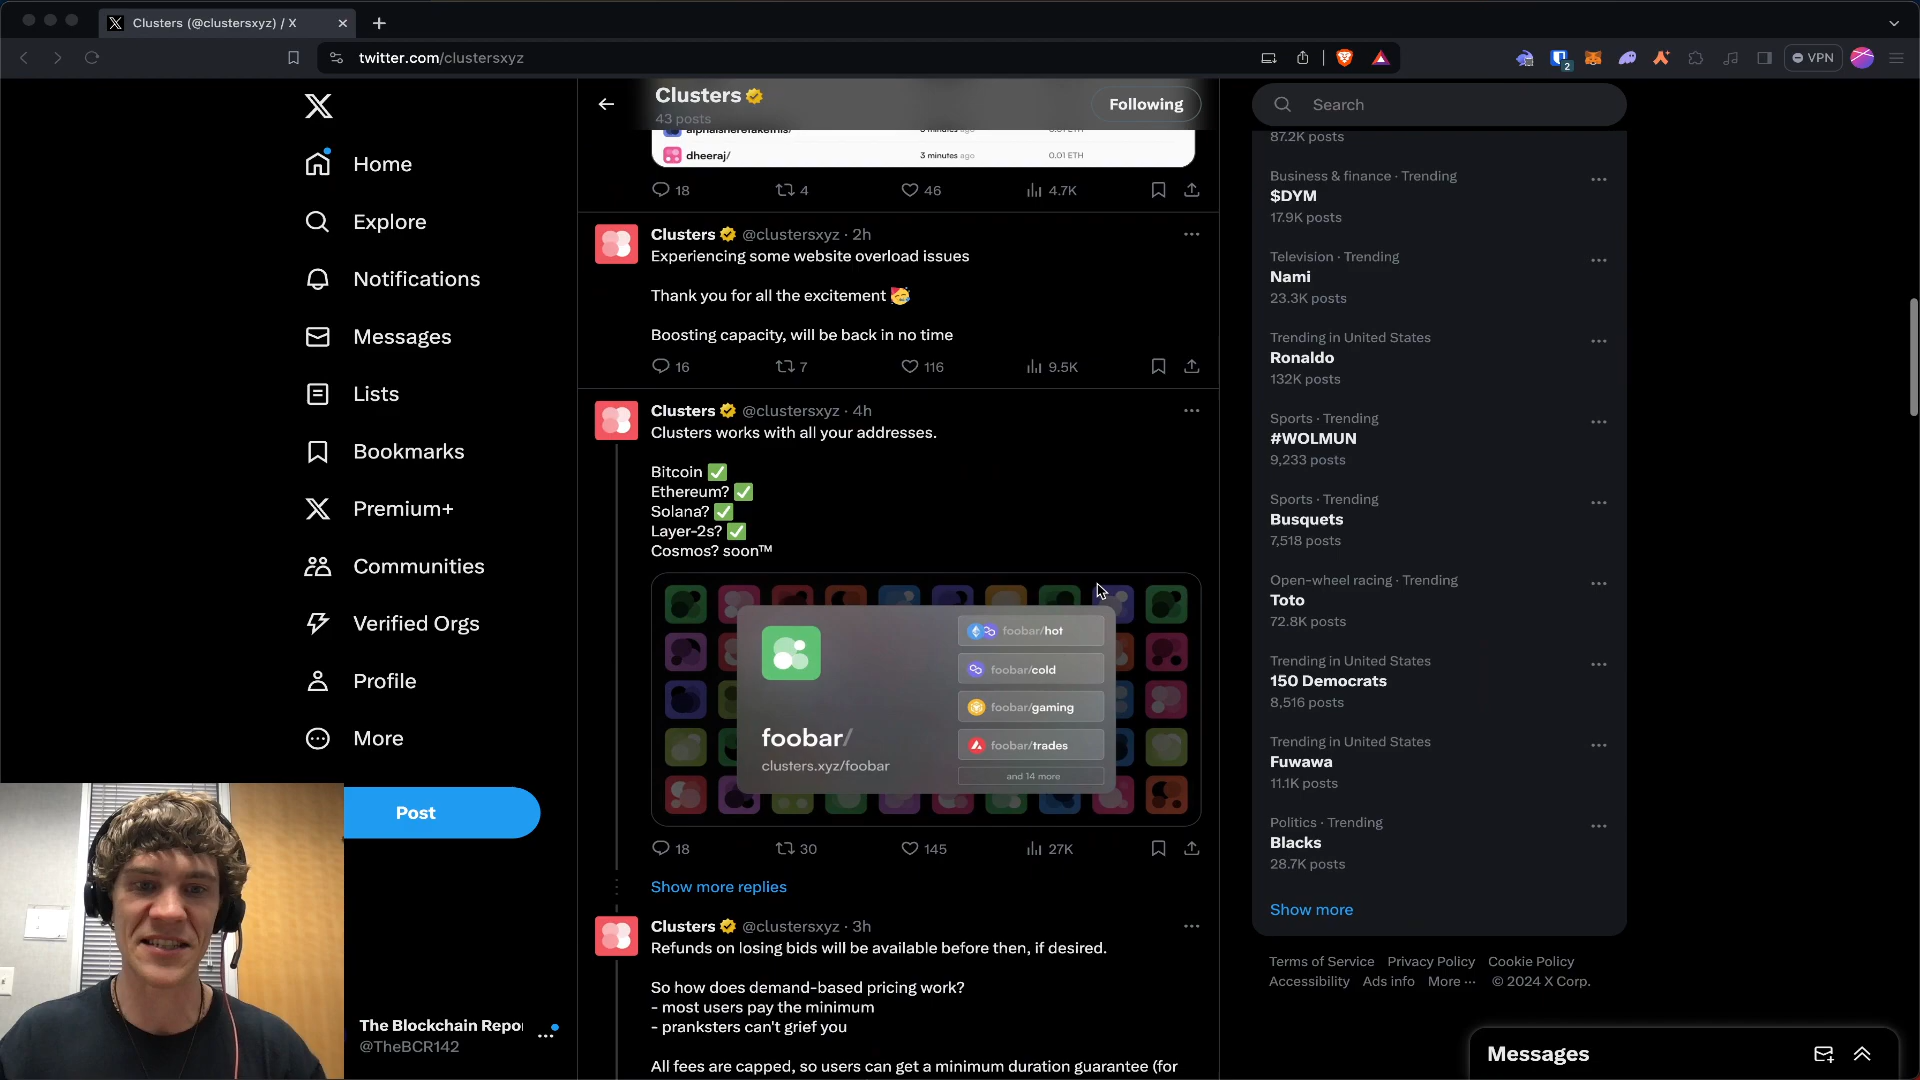 Clusters (@clustersxyz) / X
twitter.com/clustersxyz
2
VPN
Home
Explore
Notifications
Messages
Lists
Bookmarks
Premium+
Communities
Verified Orgs
Profile
More
Post
The Blockchain Repo
@TheBCR142
Clusters
43 posts
Following
3 minutes ago
0.01 ETH
dheeraj/
3 minutes ago
0.01 ETH
18
4
46
4.7K
Clusters @clustersxyz · 2h
Experiencing some website overload issues
Thank you for all the excitement 🥳
Boosting capacity, will be back in no time
16
7
116
9.5K
Clusters @clustersxyz · 4h
Clusters works with all your addresses.
Bitcoin ✅
Ethereum? ✅
Solana? ✅
Layer-2s? ✅
Cosmos? soon™
foobar/
clusters.xyz/foobar
foobar/hot
foobar/cold
foobar/gaming
foobar/trades
and 14 more
18
30
145
27K
Show more replies
Clusters @clustersxyz · 3h
Refunds on losing bids will be available before then, if desired.
So how does demand-based pricing work?
- most users pay the minimum
- pranksters can't grief you
All fees are capped, so users can get a minimum duration guarantee (for
Search
87.2K posts
Business & finance · Trending
$DYM
17.9K posts
Television · Trending
Nami
23.3K posts
Trending in United States
Ronaldo
132K posts
Sports · Trending
#WOLMUN
9,233 posts
Sports · Trending
Busquets
7,518 posts
Open-wheel racing · Trending
Toto
72.8K posts
Trending in United States
150 Democrats
8,516 posts
Trending in United States
Fuwawa
11.1K posts
Politics · Trending
Blacks
28.7K posts
Show more
Terms of Service Privacy Policy Cookie Policy
Accessibility Ads info More ··· © 2024 X Corp.
Messages